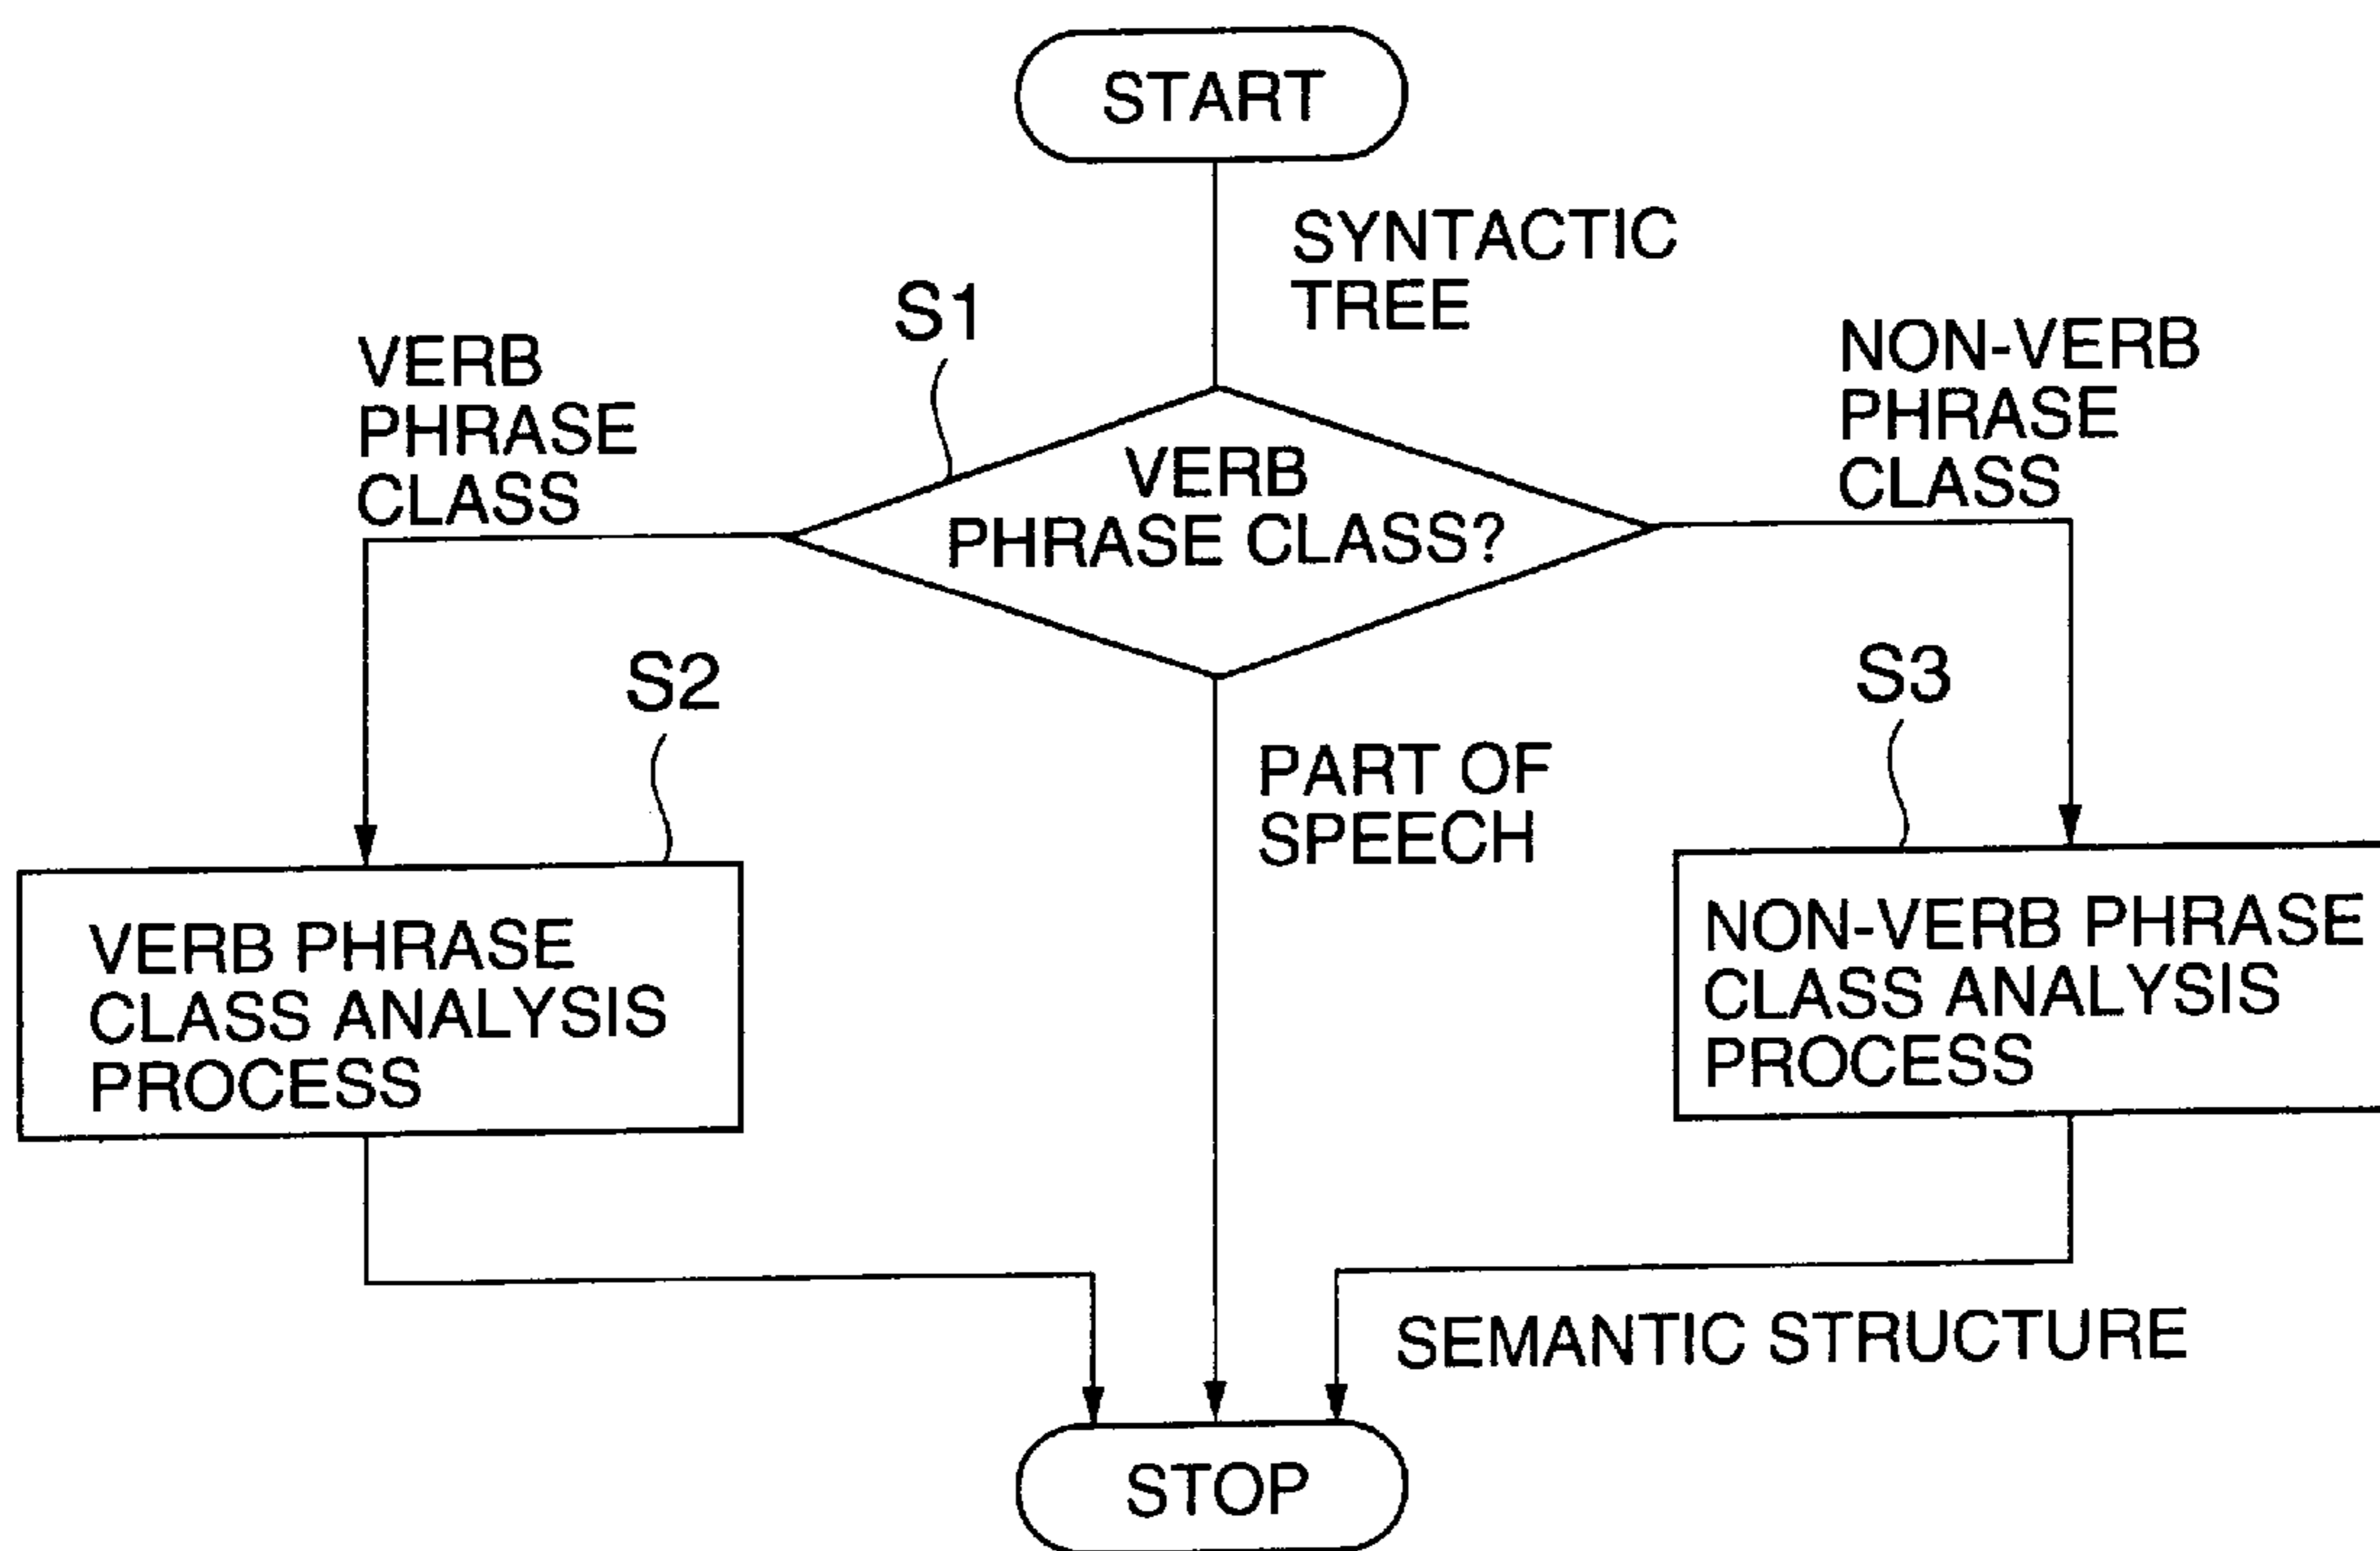 START
SYNTACTIC
TREE
S1
VERB
PHRASE
CLASS
NON-VERB
PHRASE
CLASS
VERB
PHRASE CLASS?
S2
S3
PART OF
SPEECH
VERB PHRASE
CLASS ANALYSIS
PROCESS
NON-VERB PHRASE
CLASS ANALYSIS
PROCESS
SEMANTIC STRUCTURE
STOP